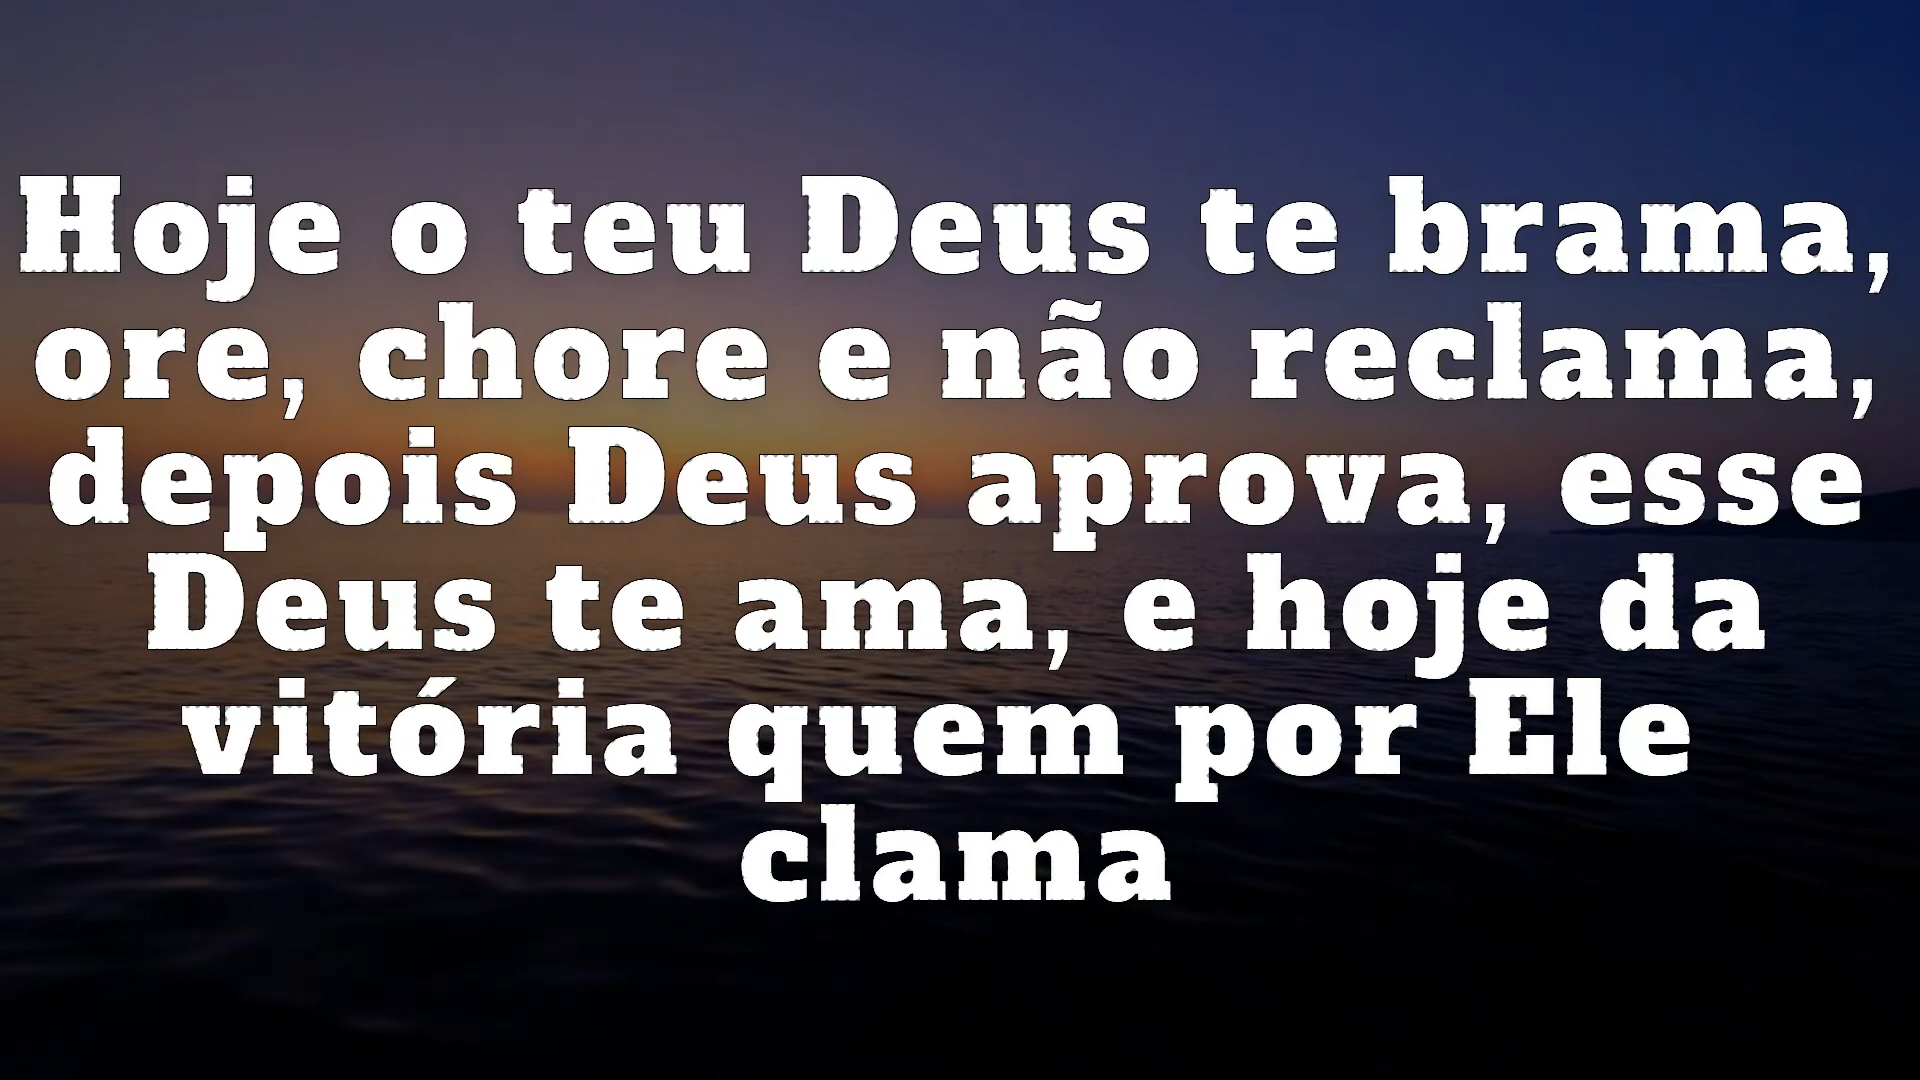 Hoje o teu Deus te brama,
ore, chore e não reclama,
depois Deus aprova, esse
Deus te ama, e hoje da
vitória quem por Ele
clama